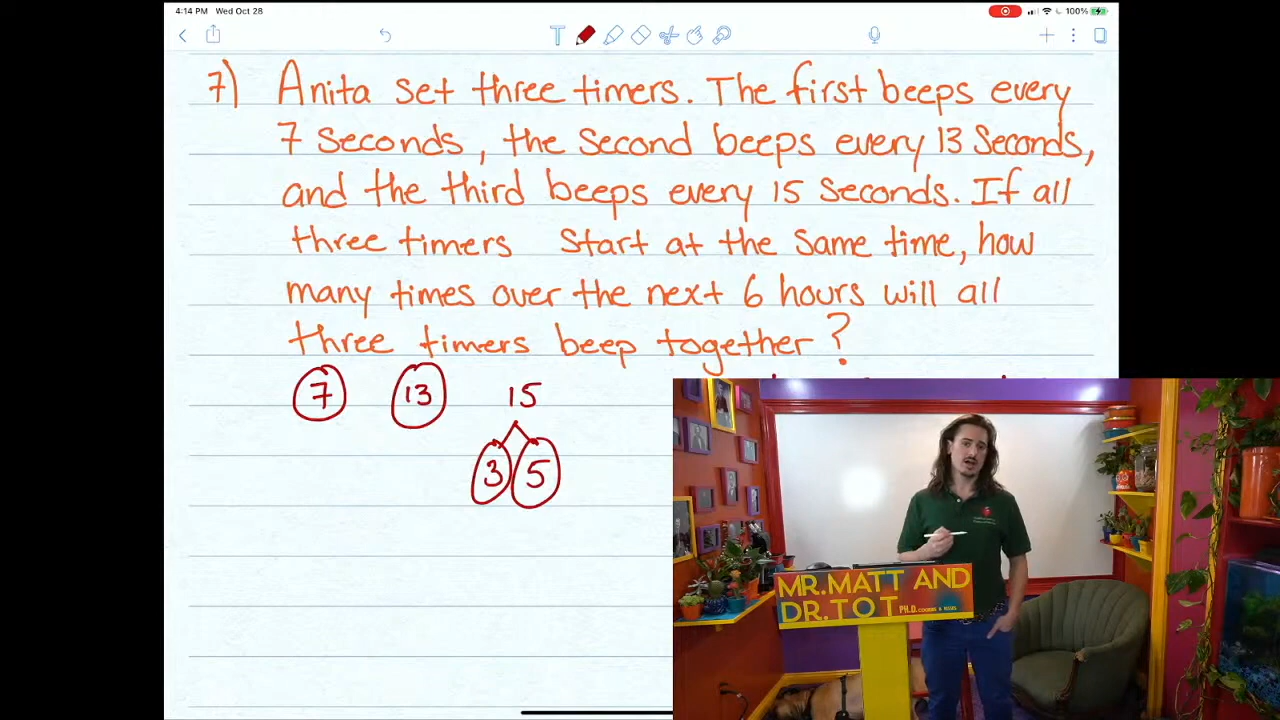 4:14 PM Wed Oct 28
100%
7) Anita set three timers. The first beeps every
7 Seconds, the second beeps every 13 Seconds,
and the third beeps every 15 Seconds. If all
three timers start at the same time, how
many times over the next 6 hours will all
three timers beep together?
7 13 15
3 5
MR. MATT AND
DR. TOT PH.D.